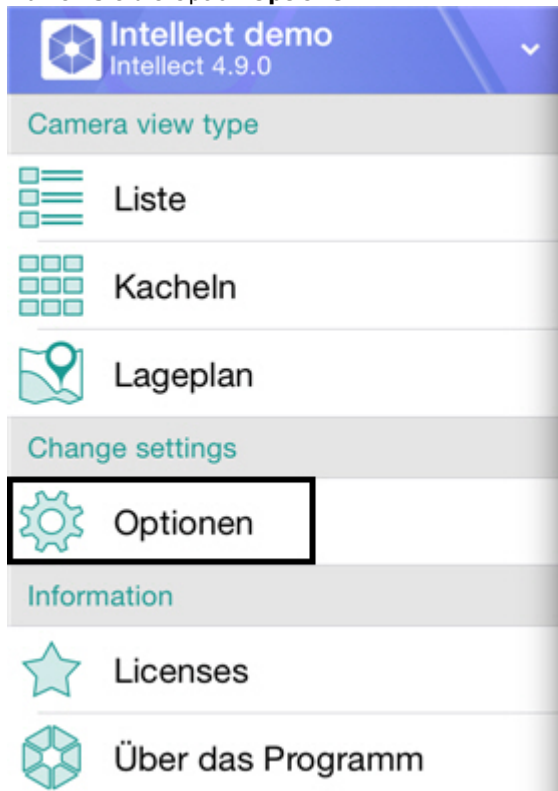 Intellect demo
Intellect 4.9.0
Camera view type
Liste
Kacheln
Lageplan
Change settings
Optionen
Information
Licenses
Über das Programm